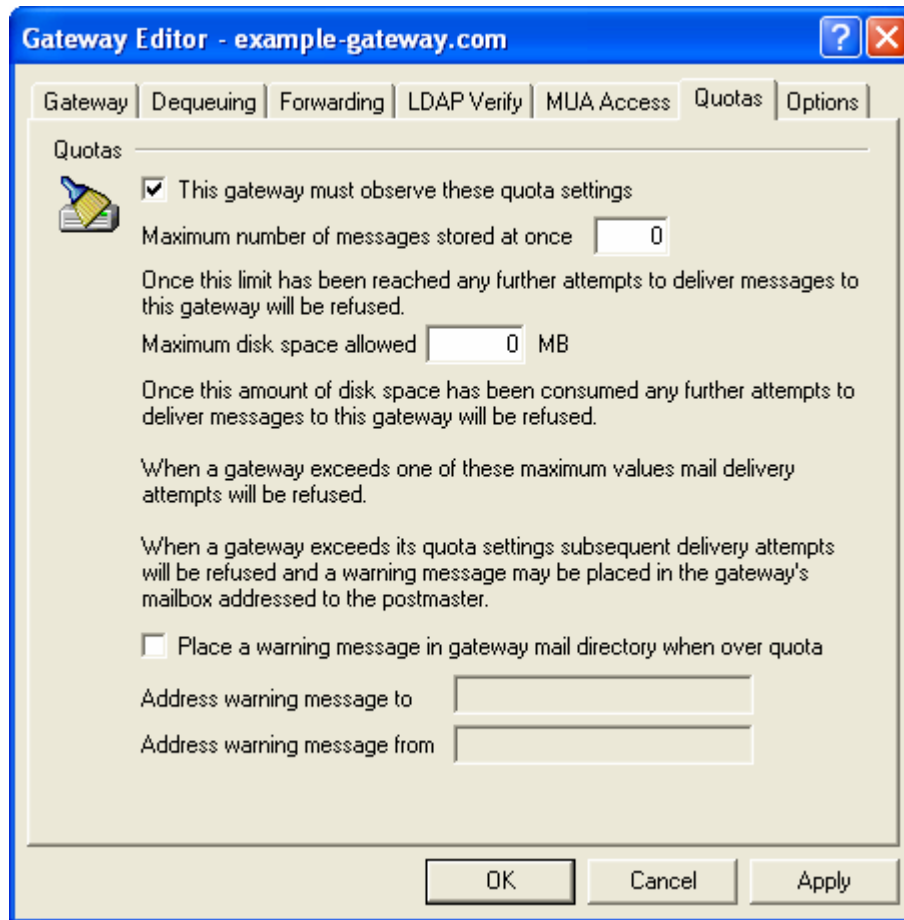 Gateway Editor - example-gateway.com
Gateway Dequeuing Forwarding LDAP Verify MUA Access Quotas Options
Quotas
This gateway must observe these quota settings
Maximum number of messages stored at once 0
Once this limit has been reached any further attempts to deliver messages to
this gateway will be refused.
Maximum disk space allowed 0 MB
Once this amount of disk space has been consumed any further attempts to
deliver messages to this gateway will be refused.
When a gateway exceeds one of these maximum values mail delivery
attempts will be refused.
When a gateway exceeds its quota settings subsequent delivery attempts
will be refused and a warning message may be placed in the gateway's
mailbox addressed to the postmaster.
Place a warning message in gateway mail directory when over quota
Address warning message to
Address warning message from
OK Cancel Apply